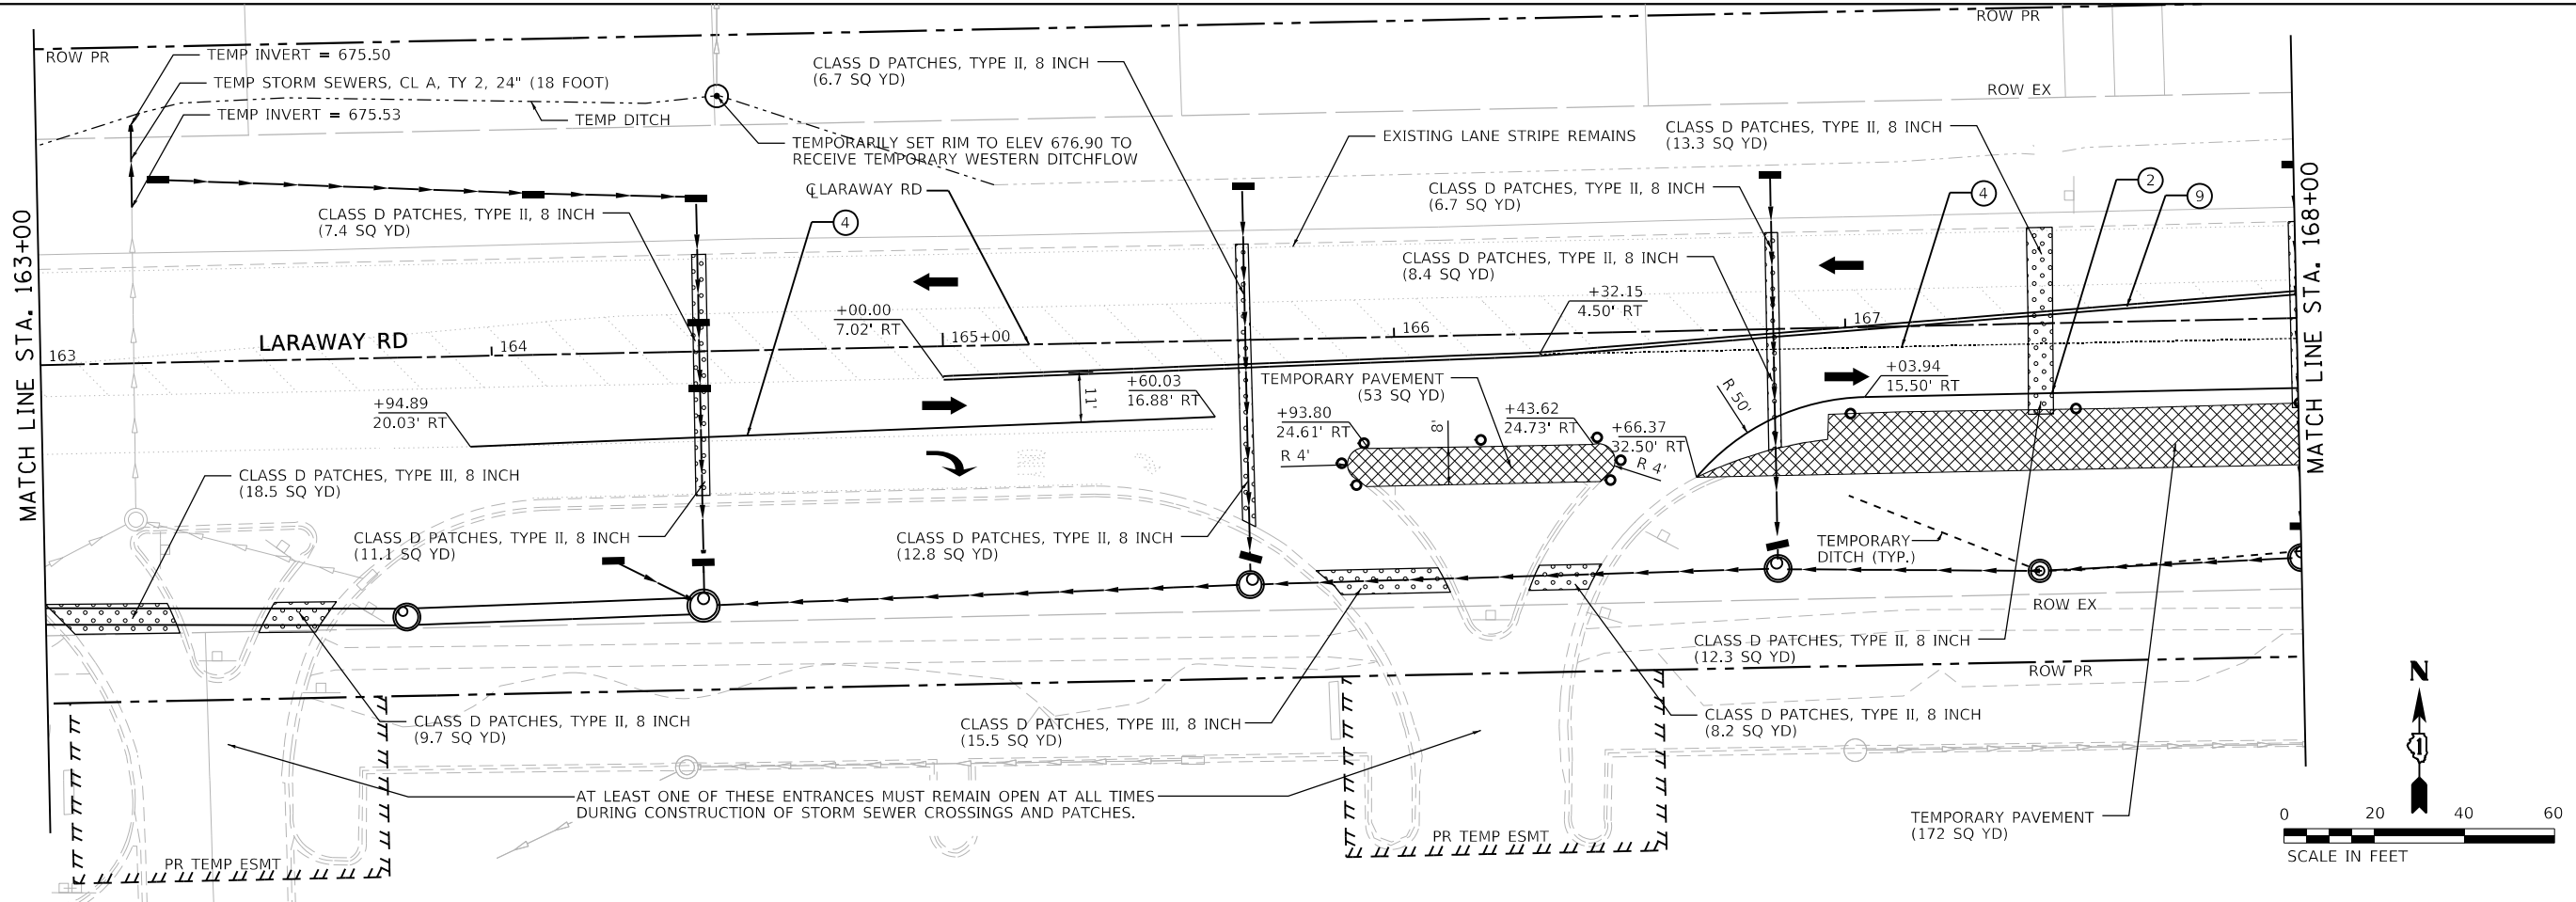 ROW PR
ROW PR
TEMP INVERT = 675.50
TEMP STORM SEWERS, CL A, TY 2, 24" (18 FOOT)
TEMP INVERT = 675.53
TEMP DITCH
CLASS D PATCHES, TYPE II, 8 INCH
(6.7 SQ YD)
TEMPORARILY SET RIM TO ELEV 676.90 TO
RECEIVE TEMPORARY WESTERN DITCHFLOW
EXISTING LANE STRIPE REMAINS
CLASS D PATCHES, TYPE II, 8 INCH
(13.3 SQ YD)
ROW EX
℄ LARAWAY RD
CLASS D PATCHES, TYPE II, 8 INCH
(7.4 SQ YD)
4
CLASS D PATCHES, TYPE II, 8 INCH
(6.7 SQ YD)
4
2
9
CLASS D PATCHES, TYPE II, 8 INCH
(8.4 SQ YD)
MATCH LINE STA. 163+00
MATCH LINE STA. 168+00
LARAWAY RD
163
164
165+00
166
167
+00.00
7.02' RT
+32.15
4.50' RT
+94.89
20.03' RT
11'
+60.03
16.88' RT
TEMPORARY PAVEMENT
(53 SQ YD)
+93.80
24.61' RT
R 4'
8'
+43.62
24.73' RT
R 4'
+66.37
32.50' RT
R 50'
+03.94
15.50' RT
CLASS D PATCHES, TYPE III, 8 INCH
(18.5 SQ YD)
CLASS D PATCHES, TYPE II, 8 INCH
(11.1 SQ YD)
CLASS D PATCHES, TYPE II, 8 INCH
(12.8 SQ YD)
TEMPORARY
DITCH (TYP.)
ROW EX
CLASS D PATCHES, TYPE II, 8 INCH
(12.3 SQ YD)
ROW PR
CLASS D PATCHES, TYPE II, 8 INCH
(9.7 SQ YD)
CLASS D PATCHES, TYPE III, 8 INCH
(15.5 SQ YD)
CLASS D PATCHES, TYPE II, 8 INCH
(8.2 SQ YD)
AT LEAST ONE OF THESE ENTRANCES MUST REMAIN OPEN AT ALL TIMES
DURING CONSTRUCTION OF STORM SEWER CROSSINGS AND PATCHES.
PR TEMP ESMT
PR TEMP ESMT
TEMPORARY PAVEMENT
(172 SQ YD)
N
0 20 40 60
SCALE IN FEET